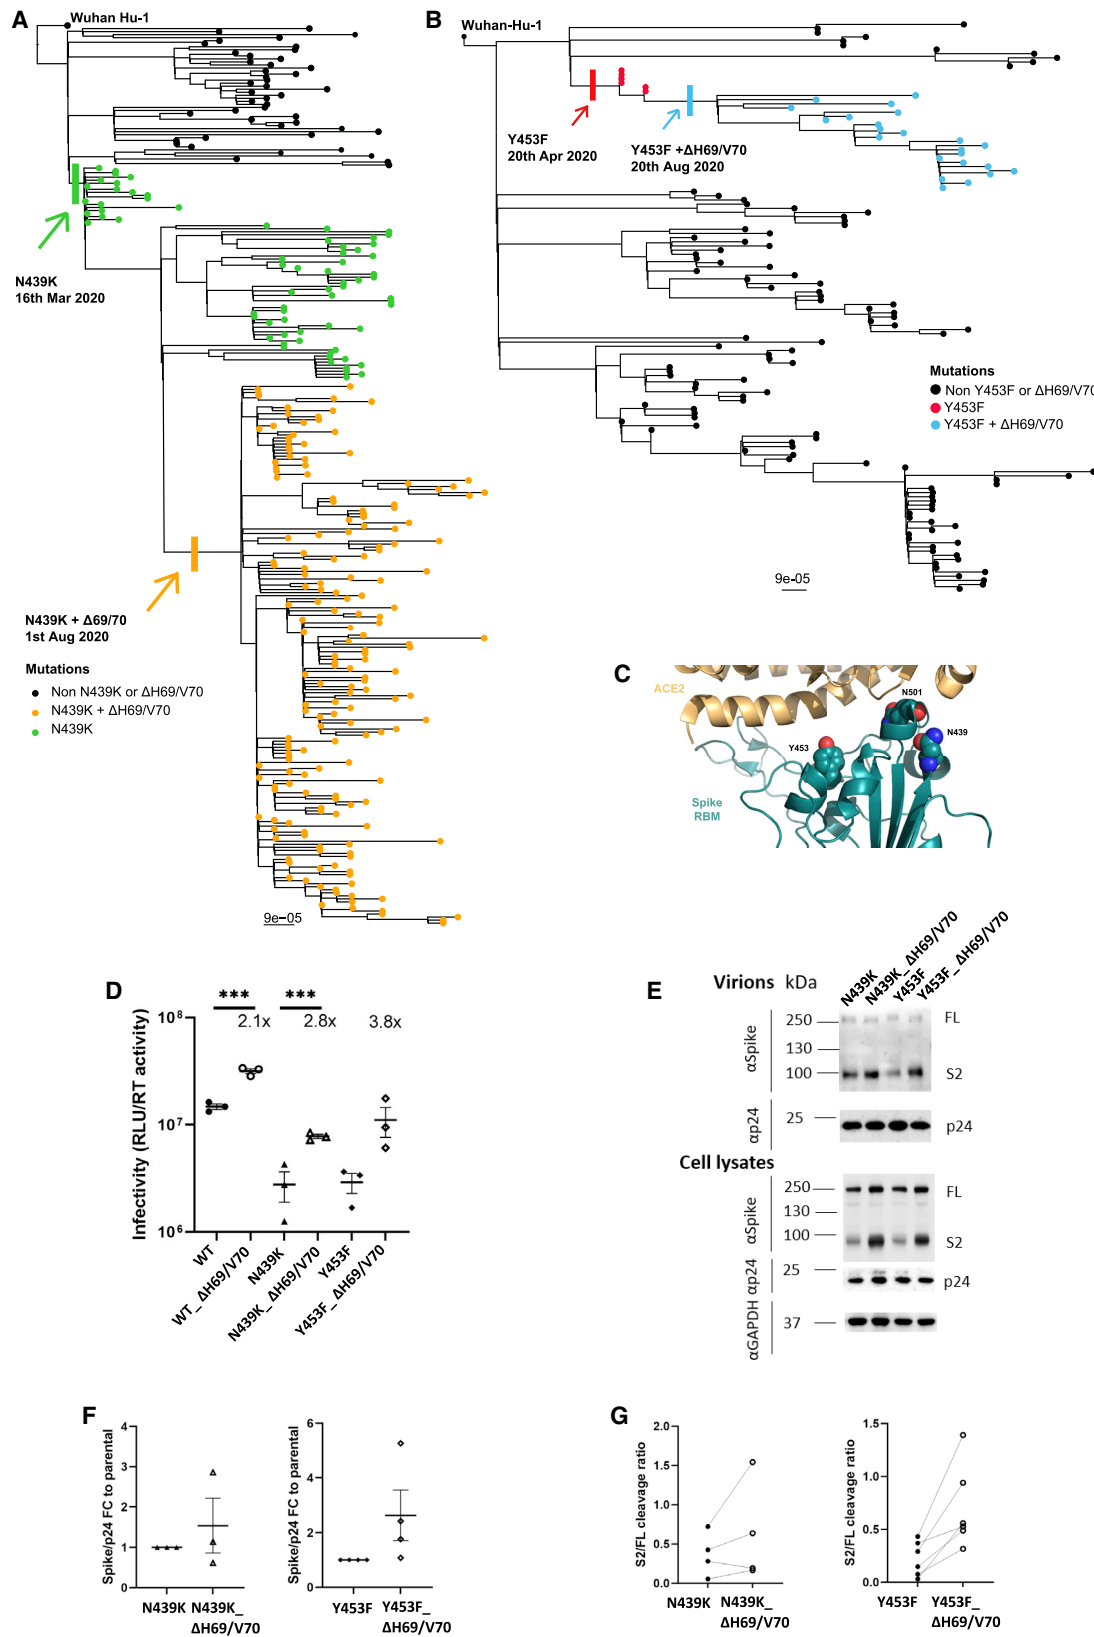 A
Wuhan Hu-1
N439K
16th Mar 2020
N439K + Δ69/70
1st Aug 2020
Mutations
Non N439K or ΔH69/V70
N439K + ΔH69/V70
N439K
9e−05
B
Wuhan-Hu-1
Y453F
20th Apr 2020
Y453F +ΔH69/V70
20th Aug 2020
Mutations
Non Y453F or ΔH69/V70
Y453F
Y453F + ΔH69/V70
9e-05
C
ACE2
N501
N439
Y453
Spike
RBM
D
*** ***
2.1x 2.8x 3.8x
Infectivity (RLU/RT activity)
10⁸
10⁷
10⁶
WT
WT_ ΔH69/V70
N439K
N439K_ ΔH69/V70
Y453F
Y453F_ ΔH69/V70
E
Virions kDa
N439K
N439K_ΔH69/V70
Y453F
Y453F_ΔH69/V70
αSpike
250 FL
130
100 S2
αp24
25 p24
Cell lysates
αSpike
250 FL
130
100 S2
αp24
25 p24
αGAPDH
37
F
Spike/p24 FC to parental
4
3
2
1
0
N439K N439K_
ΔH69/V70
Spike/p24 FC to parental
6
4
2
0
Y453F Y453F_
ΔH69/V70
G
S2/FL cleavage ratio
2.0
1.5
1.0
0.5
0.0
N439K N439K_
ΔH69/V70
S2/FL cleavage ratio
1.5
1.0
0.5
0.0
Y453F Y453F_
ΔH69/V70